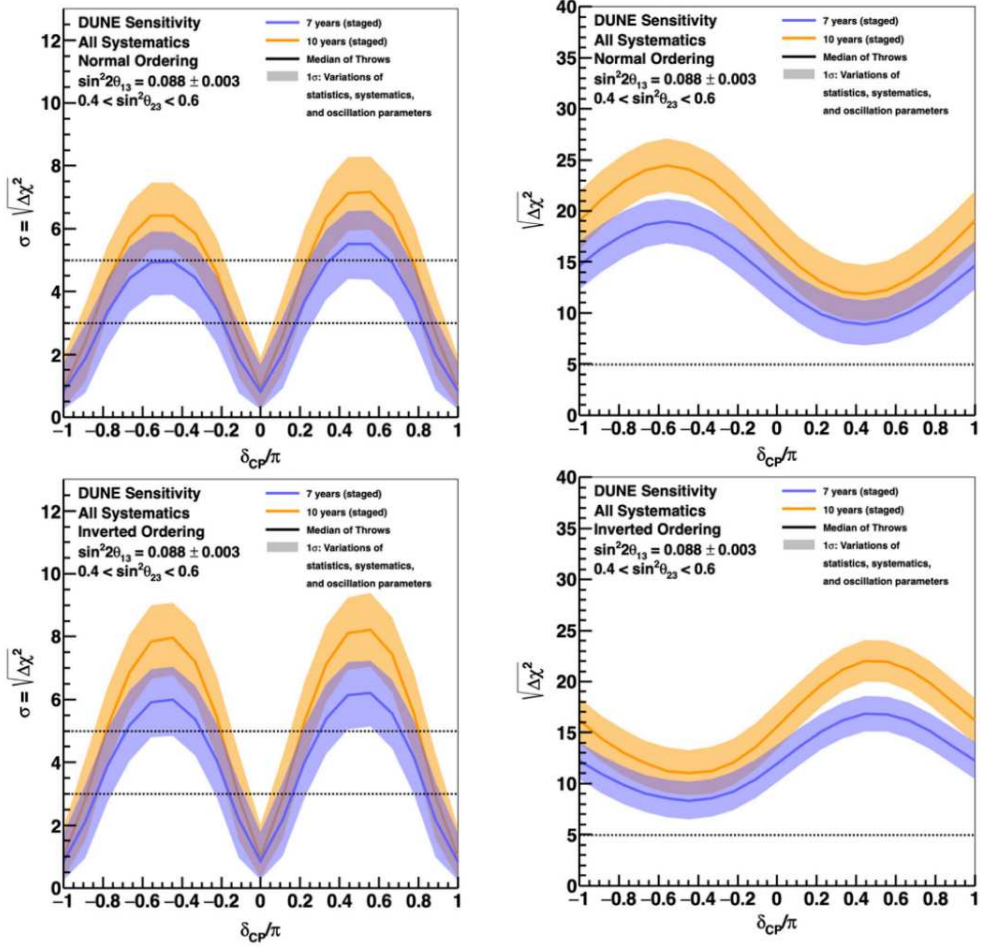 DUNE Sensitivity
All Systematics
Normal Ordering
sin²2θ₁₃ = 0.088 ± 0.003
0.4 < sin²θ₂₃ < 0.6
7 years (staged)
10 years (staged)
Median of Throws
1σ: Variations of
statistics, systematics,
and oscillation parameters
σ = √Δχ²
12
10
8
6
4
2
0
−1 −0.8 −0.6 −0.4 −0.2 0 0.2 0.4 0.6 0.8 1
δ_CP/π
DUNE Sensitivity
All Systematics
Normal Ordering
sin²2θ₁₃ = 0.088 ± 0.003
0.4 < sin²θ₂₃ < 0.6
7 years (staged)
10 years (staged)
Median of Throws
1σ: Variations of
statistics, systematics,
and oscillation parameters
√Δχ²
40
35
30
25
20
15
10
5
0
−1 −0.8 −0.6 −0.4 −0.2 0 0.2 0.4 0.6 0.8 1
δ_CP/π
DUNE Sensitivity
All Systematics
Inverted Ordering
sin²2θ₁₃ = 0.088 ± 0.003
0.4 < sin²θ₂₃ < 0.6
7 years (staged)
10 years (staged)
Median of Throws
1σ: Variations of
statistics, systematics,
and oscillation parameters
σ = √Δχ²
12
10
8
6
4
2
0
−1 −0.8 −0.6 −0.4 −0.2 0 0.2 0.4 0.6 0.8 1
δ_CP/π
DUNE Sensitivity
All Systematics
Inverted Ordering
sin²2θ₁₃ = 0.088 ± 0.003
0.4 < sin²θ₂₃ < 0.6
7 years (staged)
10 years (staged)
Median of Throws
1σ: Variations of
statistics, systematics,
and oscillation parameters
√Δχ²
40
35
30
25
20
15
10
5
0
−1 −0.8 −0.6 −0.4 −0.2 0 0.2 0.4 0.6 0.8 1
δ_CP/π